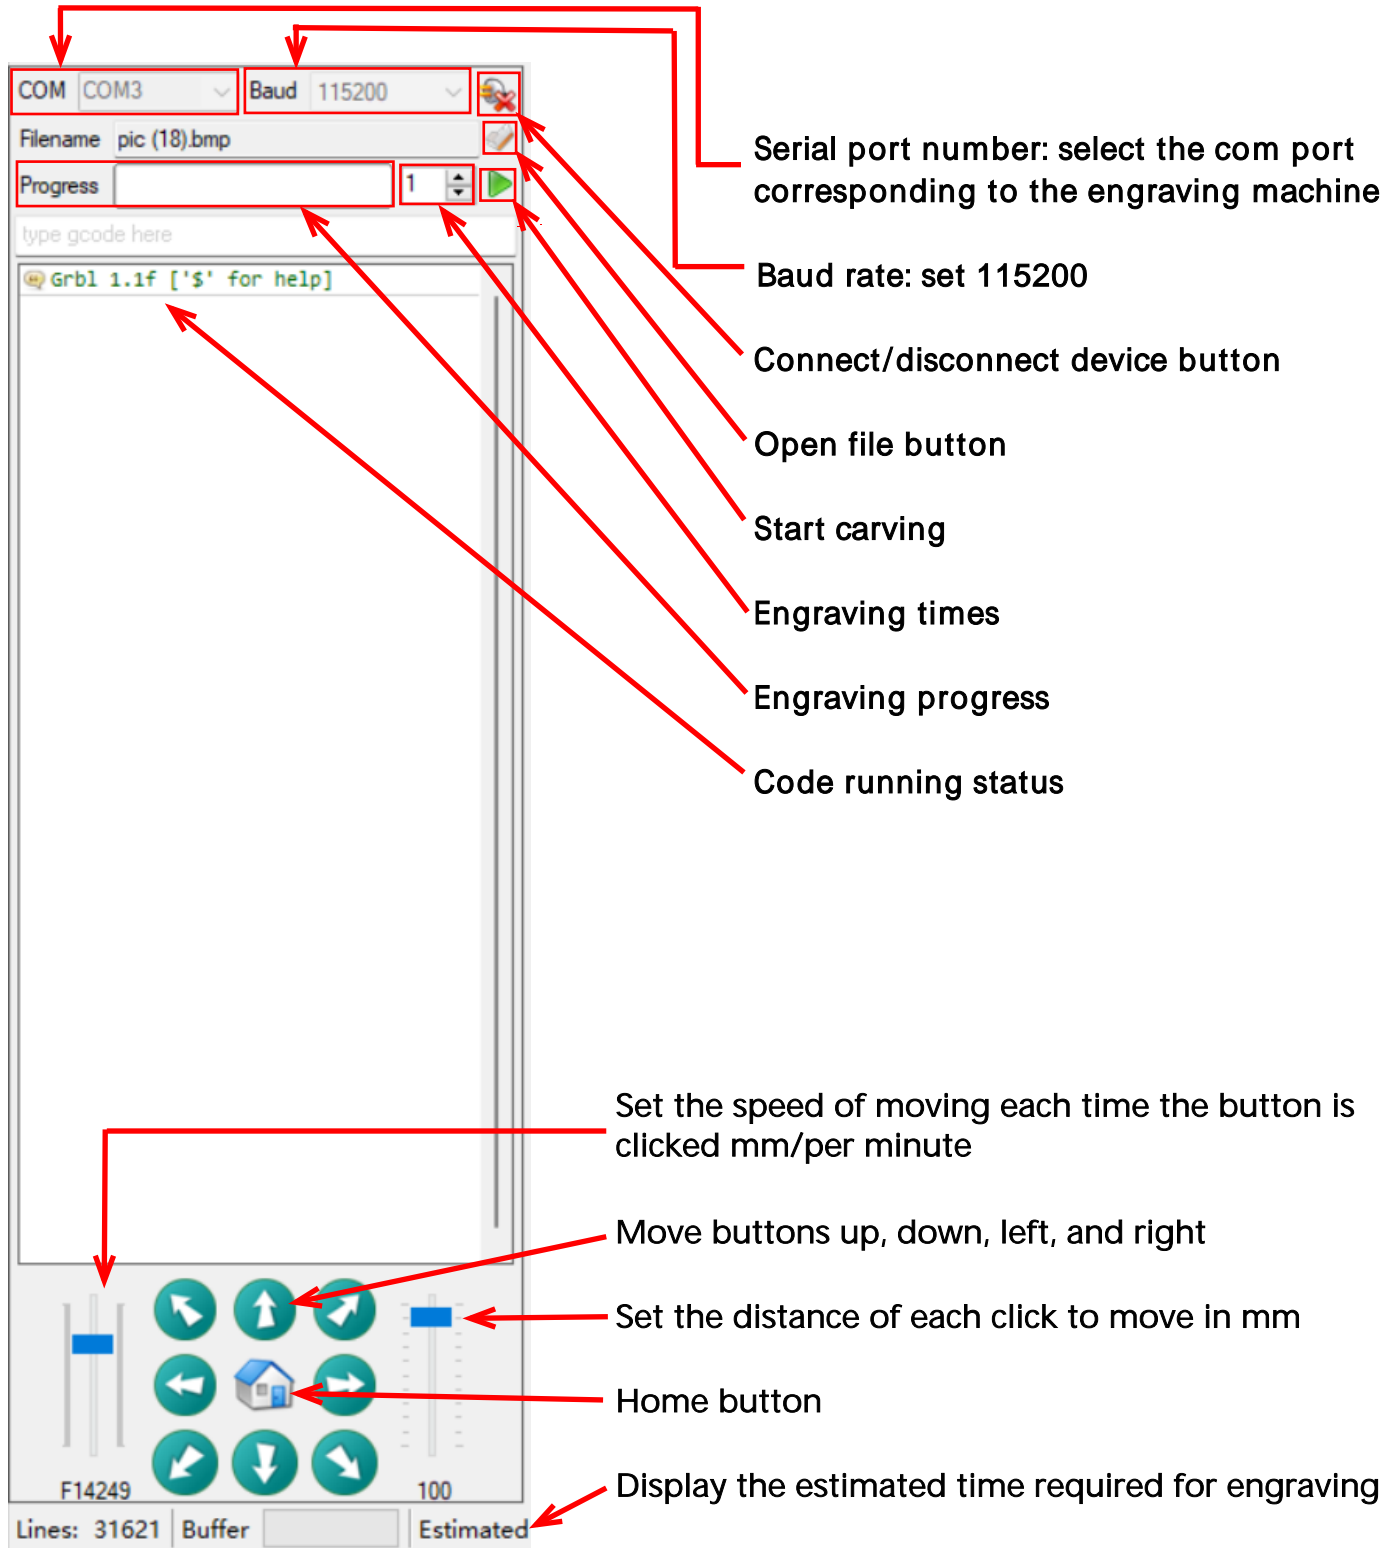 COM COM3 Baud 115200
Filename pic (18).bmp
Progress 1
type gcode here
Grbl 1.1f ['$' for help]
Serial port number: select the com port
corresponding to the engraving machine
Baud rate: set 115200
Connect/disconnect device button
Open file button
Start carving
Engraving times
Engraving progress
Code running status
Set the speed of moving each time the button is
clicked mm/per minute
Move buttons up, down, left, and right
Set the distance of each click to move in mm
Home button
Display the estimated time required for engraving
F14249 100
Lines: 31621 Buffer Estimated